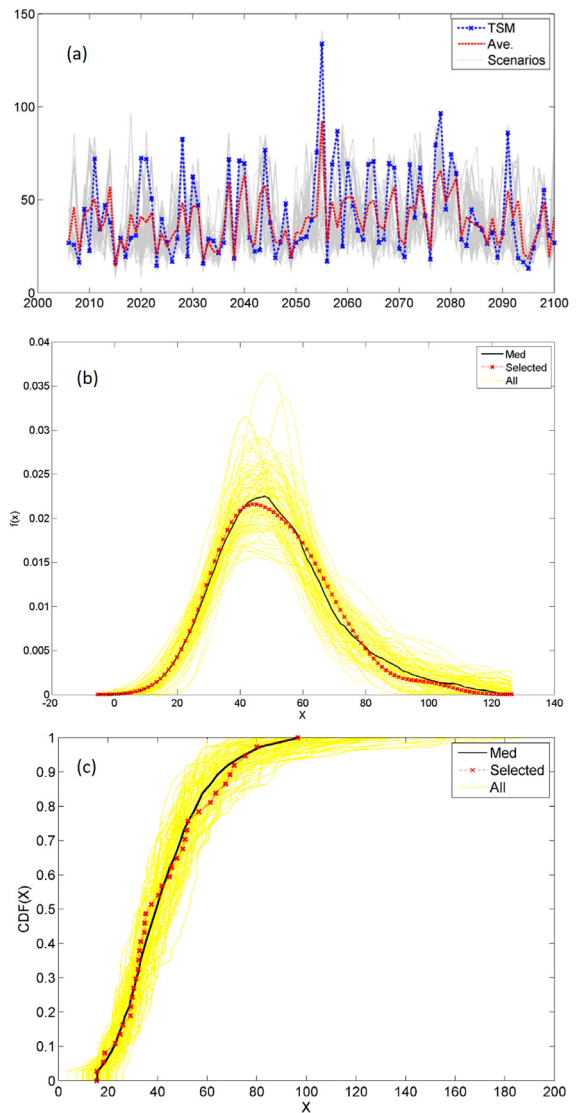 150
(a)
TSM
Ave.
Scenarios
100
50
0
2000 2010 2020 2030 2040 2050 2060 2070 2080 2090 2100
0.04
(b)
Med
Selected
All
0.035
0.03
0.025
f(x)
0.02
0.015
0.01
0.005
0
-20 0 20 40 60 80 100 120 140
X
1
(c)
Med
Selected
All
0.9
0.8
0.7
0.6
CDF(X)
0.5
0.4
0.3
0.2
0.1
0
0 20 40 60 80 100 120 140 160 180 200
X